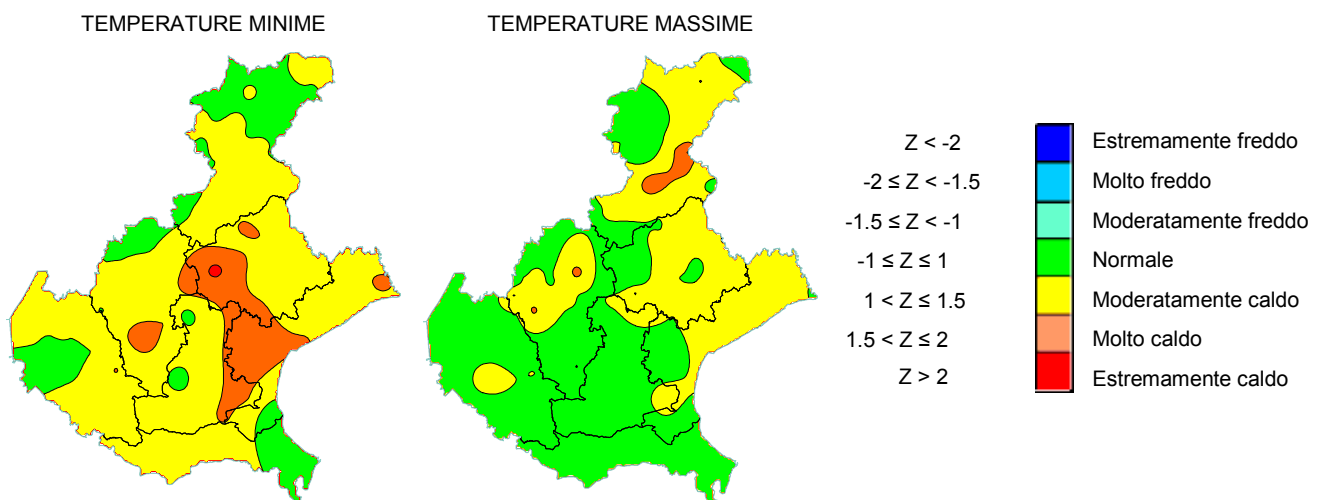 TEMPERATURE MINIME
TEMPERATURE MASSIME
Z < -2 Estremamente freddo
-2 ≤ Z < -1.5 Molto freddo
-1.5 ≤ Z < -1 Moderatamente freddo
-1 ≤ Z ≤ 1 Normale
1 < Z ≤ 1.5 Moderatamente caldo
1.5 < Z ≤ 2 Molto caldo
Z > 2 Estremamente caldo